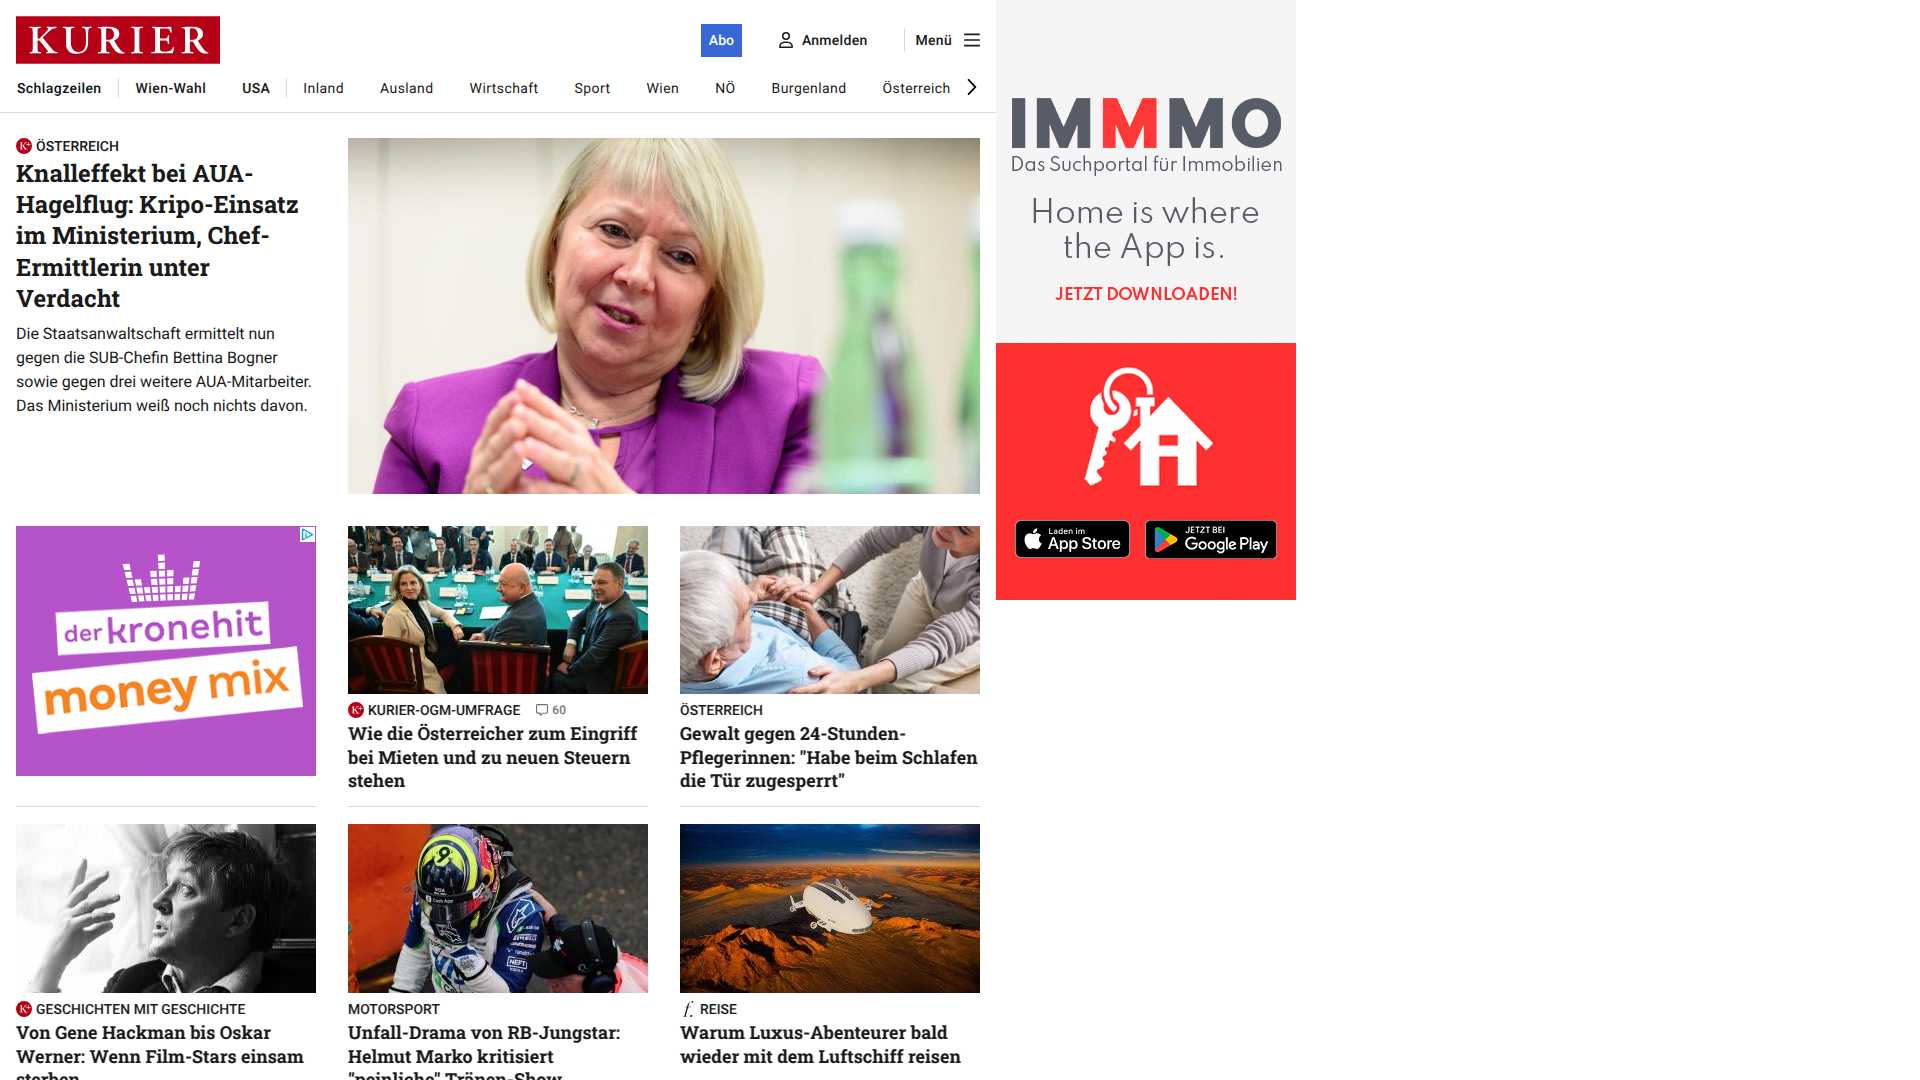 KURIER
Abo
Anmelden
Menü
Schlagzeilen
Wien-Wahl
USA
Inland
Ausland
Wirtschaft
Sport
Wien
NÖ
Burgenland
Österreich
ÖSTERREICH
Knalleffekt bei AUA-
Hagelflug: Kripo-Einsatz
im Ministerium, Chef-
Ermittlerin unter
Verdacht
Die Staatsanwaltschaft ermittelt nun
gegen die SUB-Chefin Bettina Bogner
sowie gegen drei weitere AUA-Mitarbeiter.
Das Ministerium weiß noch nichts davon.
IMMMO
Das Suchportal für Immobilien
Home is where
the App is.
JETZT DOWNLOADEN!
Laden im
App Store
JETZT BEI
Google Play
der kronehit
money mix
KURIER-OGM-UMFRAGE 60
Wie die Österreicher zum Eingriff
bei Mieten und zu neuen Steuern
stehen
ÖSTERREICH
Gewalt gegen 24-Stunden-
Pflegerinnen: "Habe beim Schlafen
die Tür zugesperrt"
GESCHICHTEN MIT GESCHICHTE
Von Gene Hackman bis Oskar
Werner: Wenn Film-Stars einsam
sterben
MOTORSPORT
Unfall-Drama von RB-Jungstar:
Helmut Marko kritisiert
"peinliche" Tränen-Show
f. REISE
Warum Luxus-Abenteurer bald
wieder mit dem Luftschiff reisen